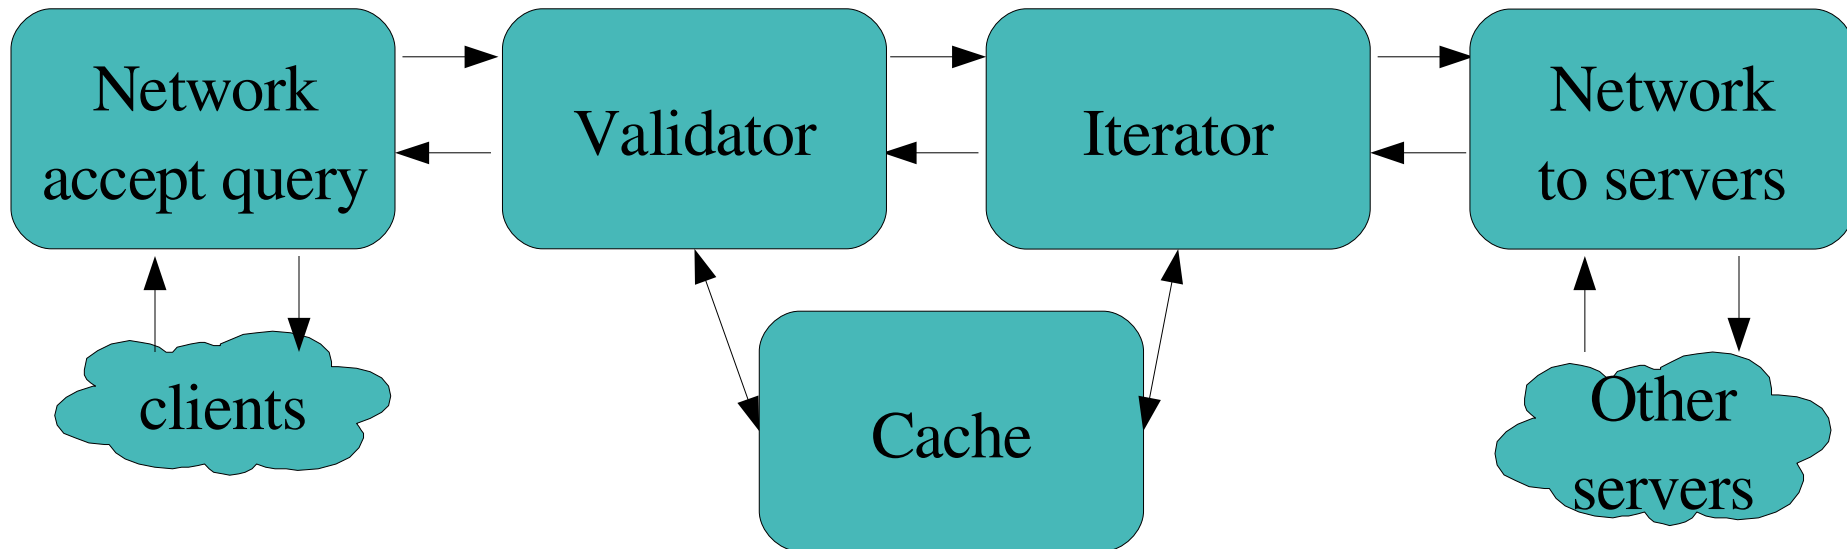 Network
accept query
Validator
Iterator
Network
to servers
clients
Cache
Other
servers